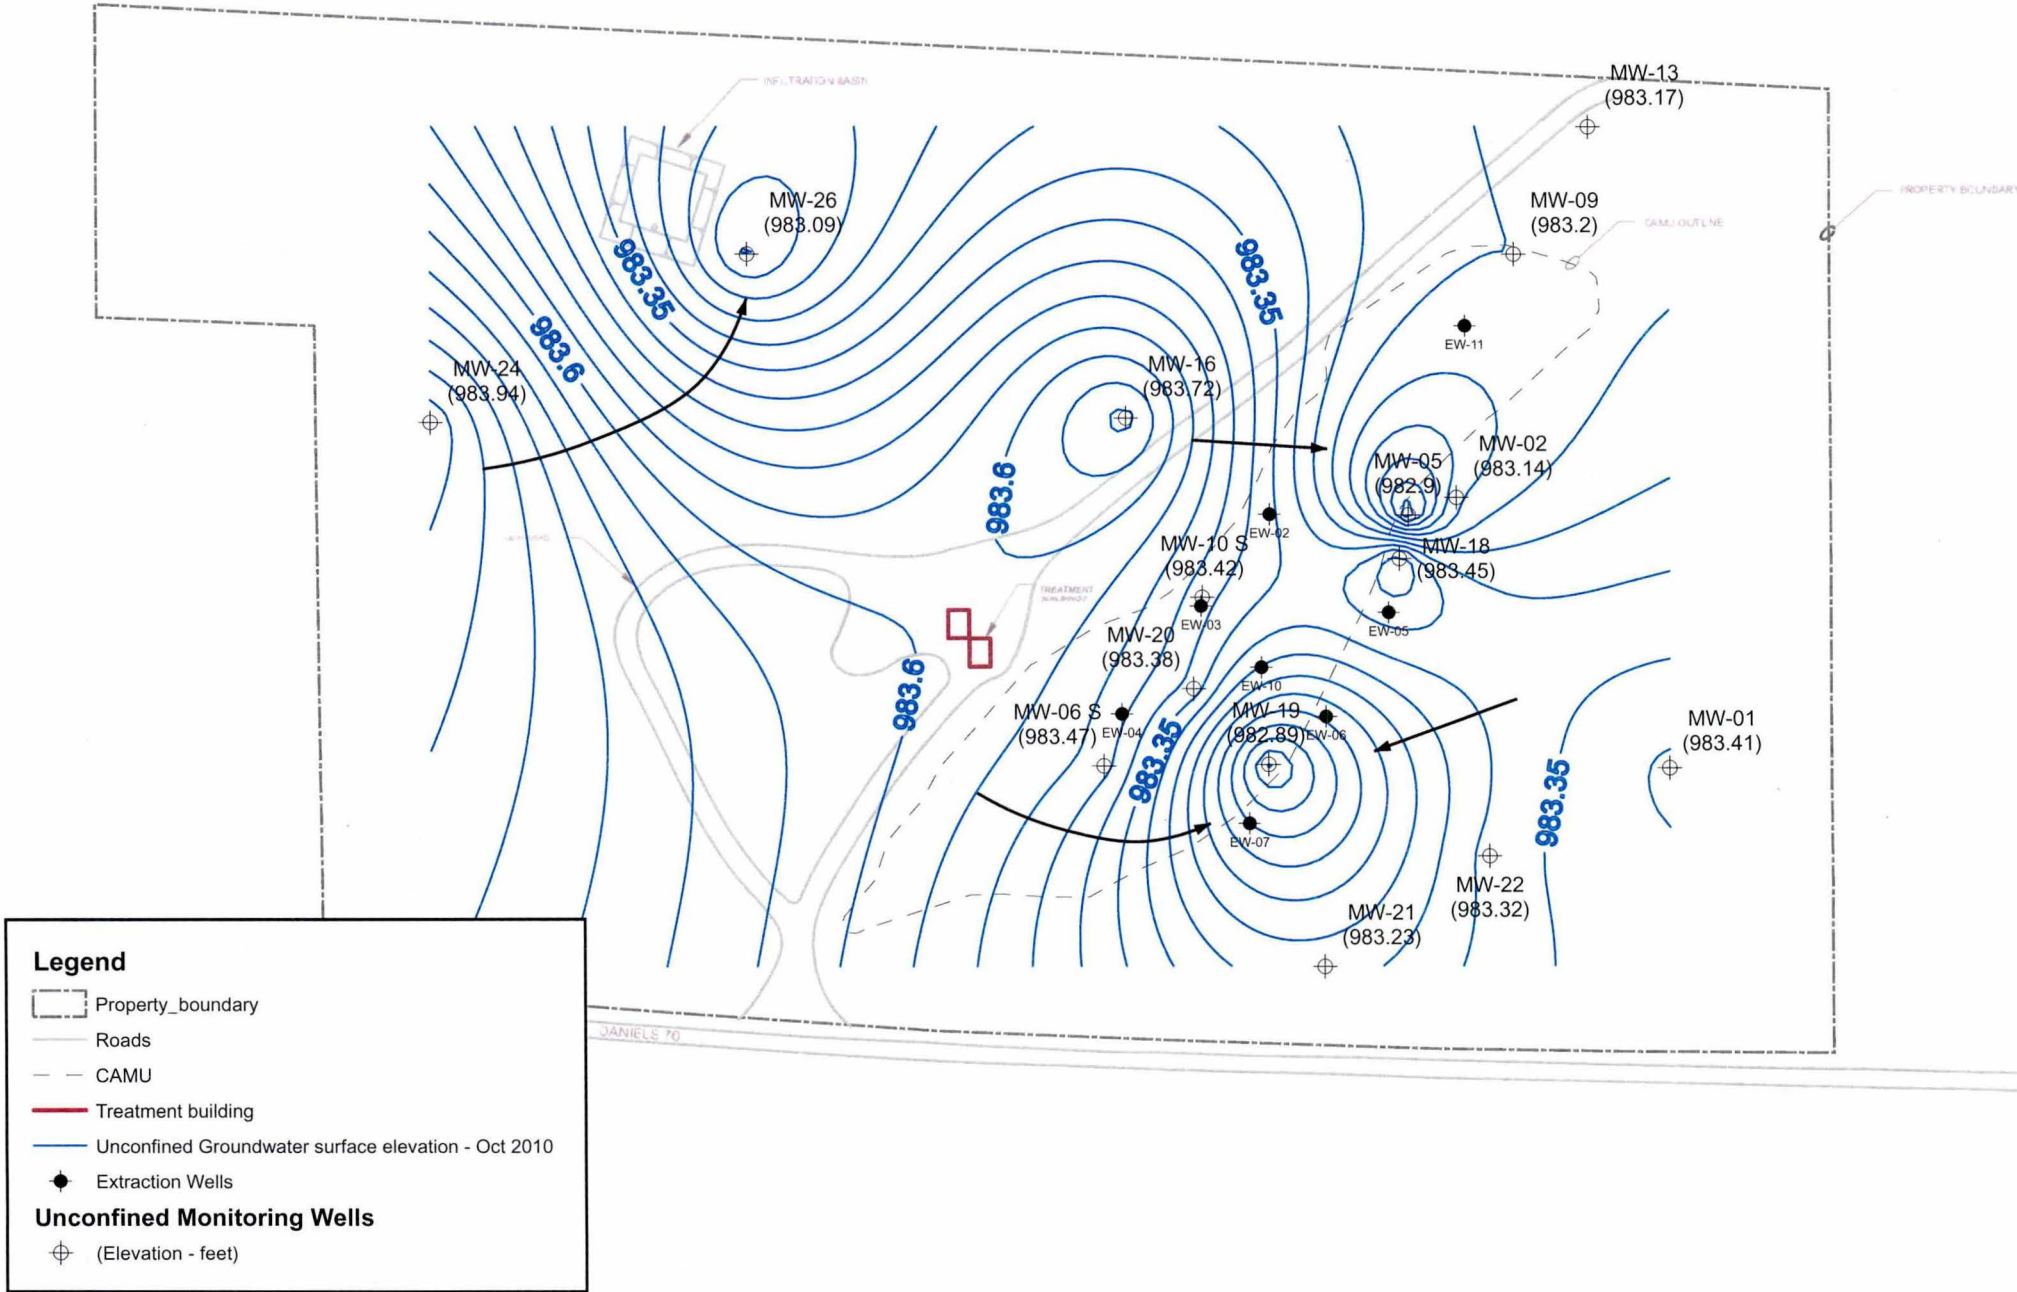 INFILTRATION BASIN
MW-13
(983.17)
MW-26
(983.09)
MW-09
(983.2)
PROPERTY BOUNDARY
CAMU OUTLINE
983.35
983.35
983.6
EW-11
MW-24
(983.94)
MW-16
(983.72)
MW-02
(983.14)
MW-05
(982.9)
983.6
EW-02
MW-10 S
(983.42)
MW-18
(983.45)
TREATMENT
EW-03
EW-05
MW-20
(983.38)
983.6
EW-10
MW-06 S
(983.47)
EW-04
MW-19
(982.89)
EW-06
MW-01
(983.41)
983.35
983.35
EW-07
MW-22
(983.32)
MW-21
(983.23)
Legend
Property_boundary
Roads
CAMU
Treatment building
Unconfined Groundwater surface elevation - Oct 2010
Extraction Wells
Unconfined Monitoring Wells
(Elevation - feet)
DANIELS 70